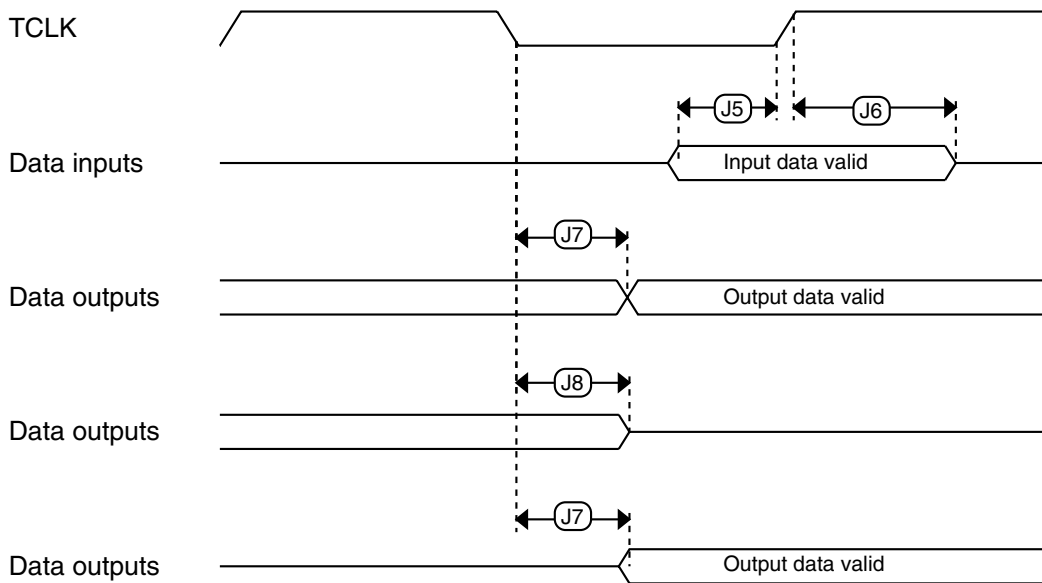 TCLK
J5
J6
Data inputs
Input data valid
J7
Data outputs
Output data valid
J8
Data outputs
J7
Data outputs
Output data valid